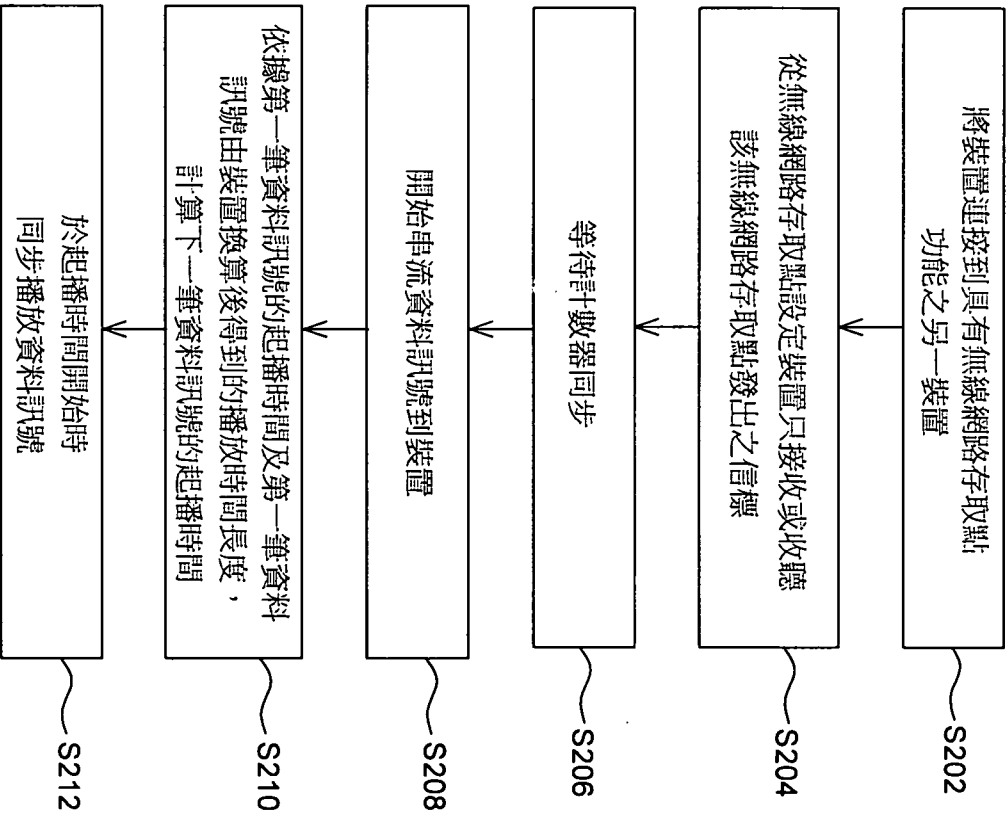 將裝置連接到具有無線網路存取點
功能之另一裝置
S202
從無線網路存取點設定裝置只接收或收聽
該無線網路存取點發出之信標
S204
等待計數器同步
S206
開始串流資料訊號到裝置
S208
依據第一筆資料訊號的起播時間及第一筆資料
訊號由裝置換算後得到的播放時間長度，
計算下一筆資料訊號的起播時間
S210
於起播時間開始時
同步播放資料訊號
S212